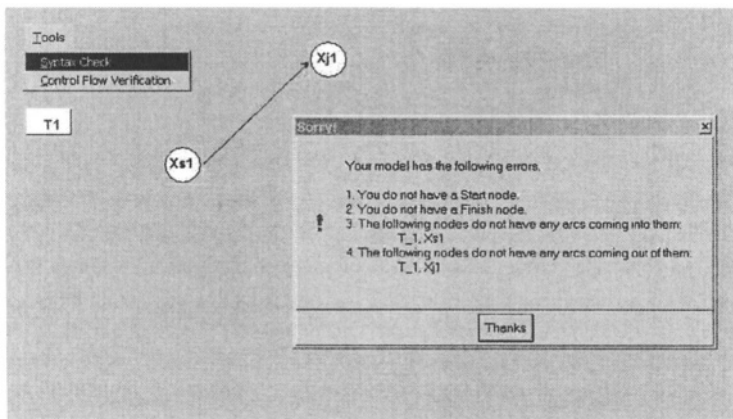 Tools
Syntax Check
Control Flow Verification
T1
Xj1
Xs1
Sorry!
x
Your model has the following errors.
1. You do not have a Start node.
2. You do not have a Finish node.
3. The following nodes do not have any arcs coming into them:
T_1, Xs1
4. The following nodes do not have any arcs coming out of them:
T_1, Xj1
!
Thanks